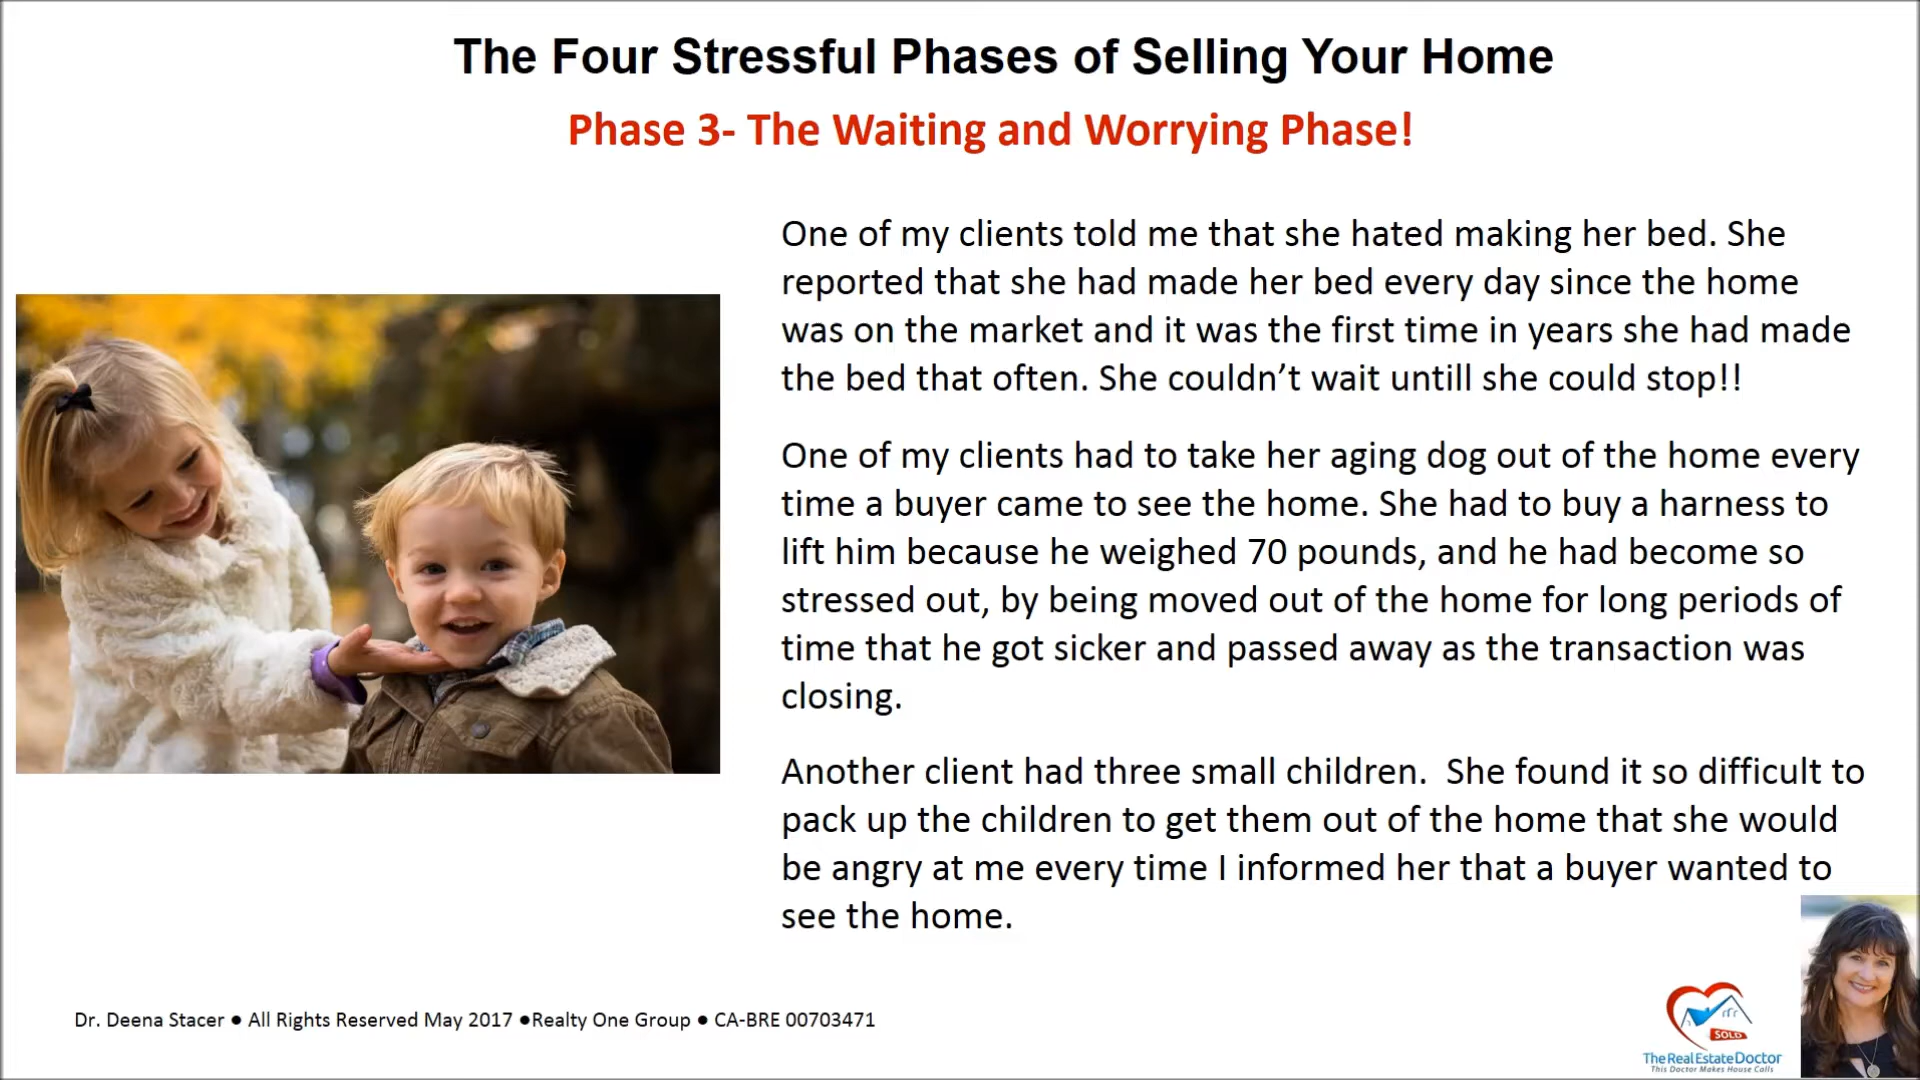 The Four Stressful Phases of Selling Your Home
Phase 3- The Waiting and Worrying Phase!
One of my clients told me that she hated making her bed. She
reported that she had made her bed every day since the home
was on the market and it was the first time in years she had made
the bed that often. She couldn’t wait untill she could stop!!
One of my clients had to take her aging dog out of the home every
time a buyer came to see the home. She had to buy a harness to
lift him because he weighed 70 pounds, and he had become so
stressed out, by being moved out of the home for long periods of
time that he got sicker and passed away as the transaction was
closing.
Another client had three small children.  She found it so difficult to
pack up the children to get them out of the home that she would
be angry at me every time I informed her that a buyer wanted to
see the home.
Dr. Deena Stacer ● All Rights Reserved May 2017 ●Realty One Group ● CA-BRE 00703471
SOLD
The Real Estate Doctor
This Doctor Makes House Calls